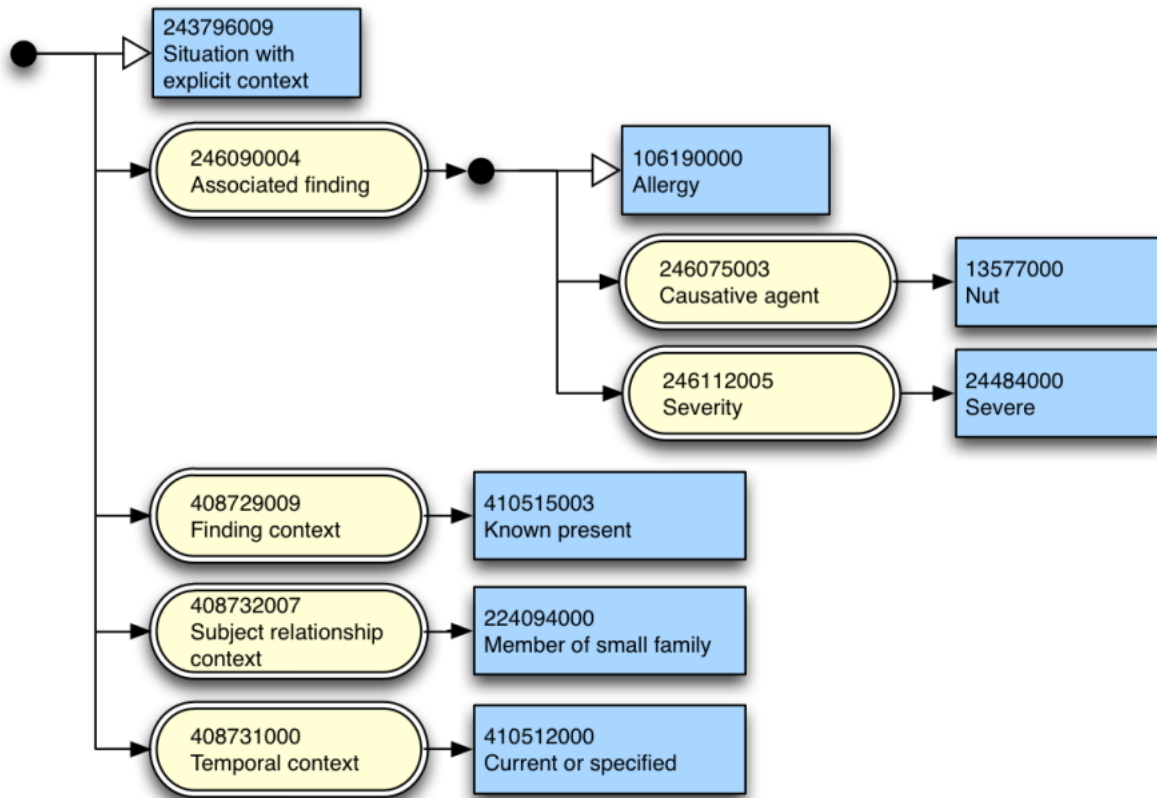 243796009
Situation with
explicit context
246090004
Associated finding
106190000
Allergy
246075003
Causative agent
13577000
Nut
246112005
Severity
24484000
Severe
408729009
Finding context
410515003
Known present
408732007
Subject relationship
context
224094000
Member of small family
408731000
Temporal context
410512000
Current or specified